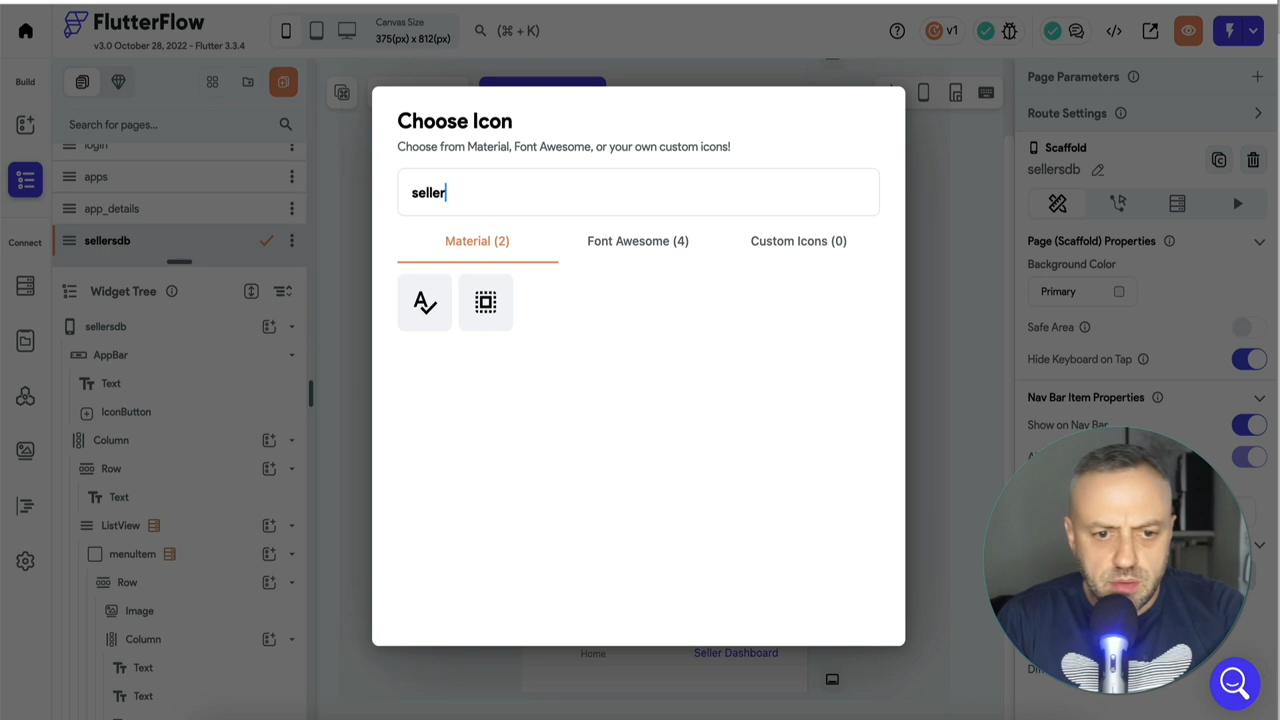 FlutterFlow
v3.0 October 28, 2022 - Flutter 3.3.4
Canvas Size
375(px) x 812(px)
(⌘ + K)
v1
Build
Search for pages...
login
apps
app_details
sellersdb
Connect
Widget Tree
sellersdb
AppBar
Text
IconButton
Column
Row
Text
ListView
menuItem
Row
Image
Column
Text
Text
Choose Icon
Choose from Material, Font Awesome, or your own custom icons!
seller
Material (2)
Font Awesome (4)
Custom Icons (0)
Home
Seller Dashboard
Page Parameters
Route Settings
Scaffold
sellersdb
Page (Scaffold) Properties
Background Color
Primary
Safe Area
Hide Keyboard on Tap
Nav Bar Item Properties
Show on Nav Bar